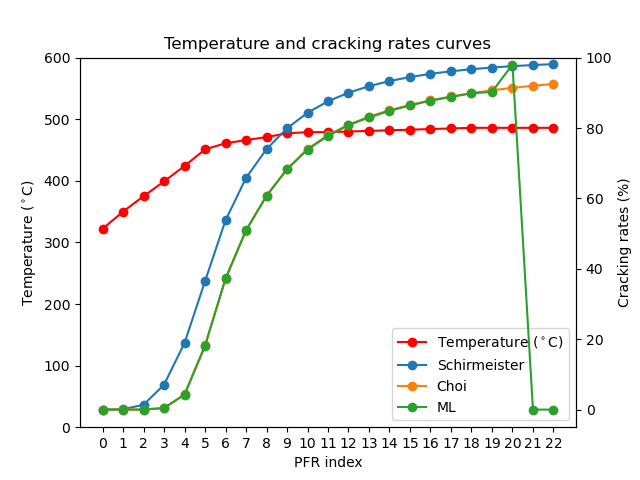 Temperature and cracking rates curves
600
500
400
300
200
100
0
Temperature (°C)
100
80
60
40
20
0
Cracking rates (%)
Temperature (°C)
Schirmeister
Choi
ML
0 1 2 3 4 5 6 7 8 9 10 11 12 13 14 15 16 17 18 19 20 21 22
PFR index